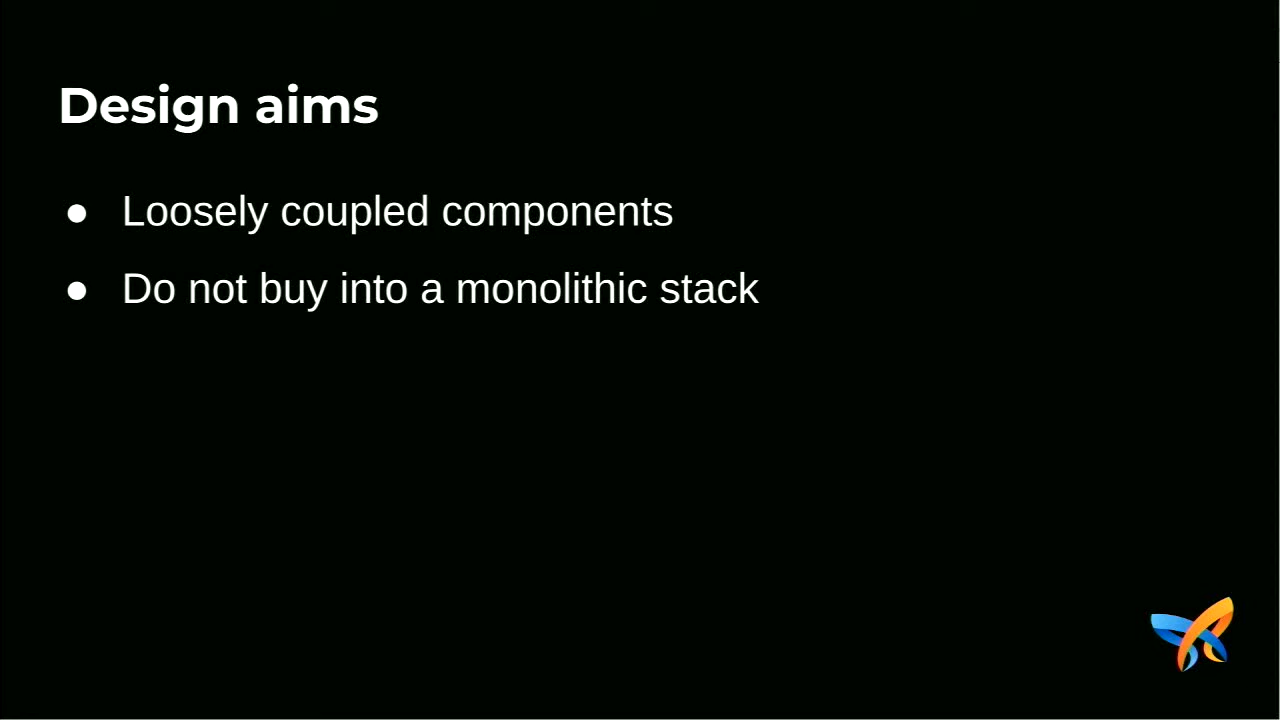 Design aims
● Loosely coupled components
● Do not buy into a monolithic stack